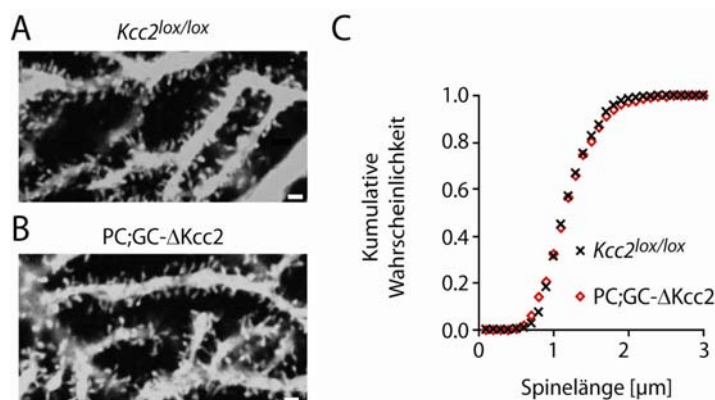 A
Kcc2lox/lox
B
PC;GC-ΔKcc2
C
Kumulative
Wahrscheinlichkeit
1.0
0.8
0.6
0.4
0.2
0.0
Kcc2lox/lox
PC;GC-ΔKcc2
0
1
2
3
Spinelänge [µm]